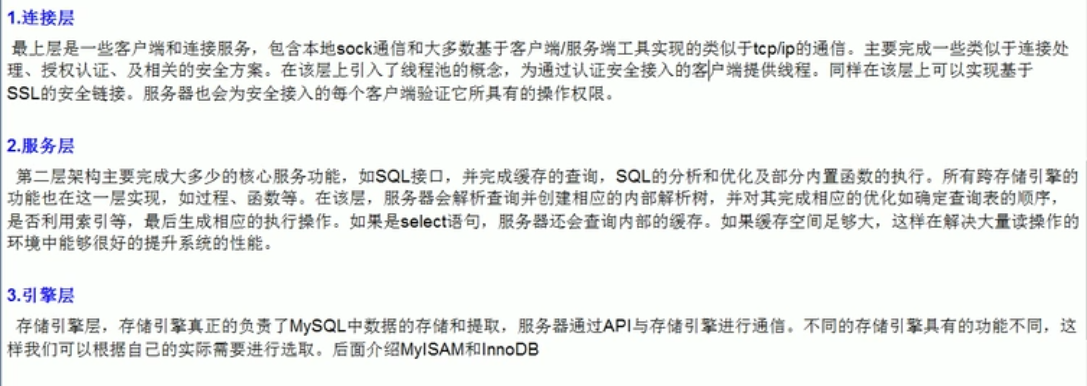 1.连接层
最上层是一些客户端和连接服务，包含本地sock通信和大多数基于客户端/服务端工具实现的类似于tcp/ip的通信。主要完成一些类似于连接处
理、授权认证、及相关的安全方案。在该层上引入了线程池的概念，为通过认证安全接入的客户端提供线程。同样在该层上可以实现基于
SSL的安全链接。服务器也会为安全接入的每个客户端验证它所具有的操作权限。
2.服务层
第二层架构主要完成大多少的核心服务功能，如SQL接口，并完成缓存的查询，SQL的分析和优化及部分内置函数的执行。所有跨存储引擎的
功能也在这一层实现，如过程、函数等。在该层，服务器会解析查询并创建相应的内部解析树，并对其完成相应的优化如确定查询表的顺序，
是否利用索引等，最后生成相应的执行操作。如果是select语句，服务器还会查询内部的缓存。如果缓存空间足够大，这样在解决大量读操作的
环境中能够很好的提升系统的性能。
3.引擎层
存储引擎层，存储引擎真正的负责了MySQL中数据的存储和提取，服务器通过API与存储引擎进行通信。不同的存储引擎具有的功能不同，这
样我们可以根据自己的实际需要进行选取。后面介绍MyISAM和InnoDB